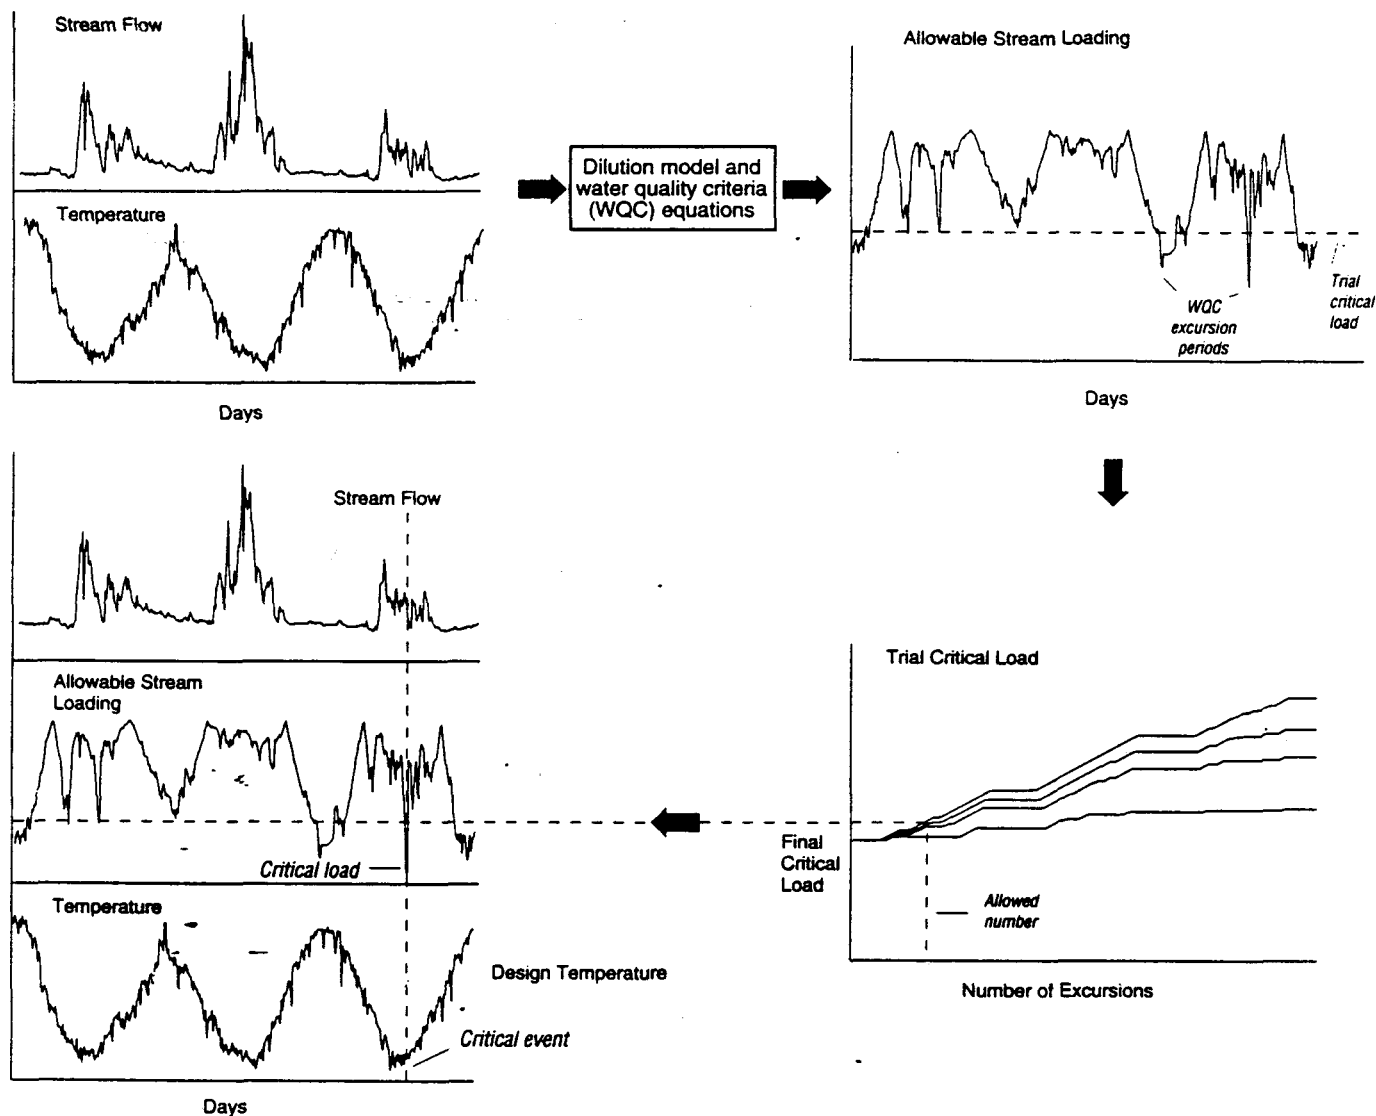 Stream Flow
Temperature
Days
Dilution model and
water quality criteria
(WQC) equations
Allowable Stream Loading
WQC
excursion
periods
Trial
critical
load
Days
Trial Critical Load
Final
Critical
Load
Allowed
number
Number of Excursions
Stream Flow
Allowable Stream
Loading
Critical load
Temperature
Design Temperature
Critical event
Days